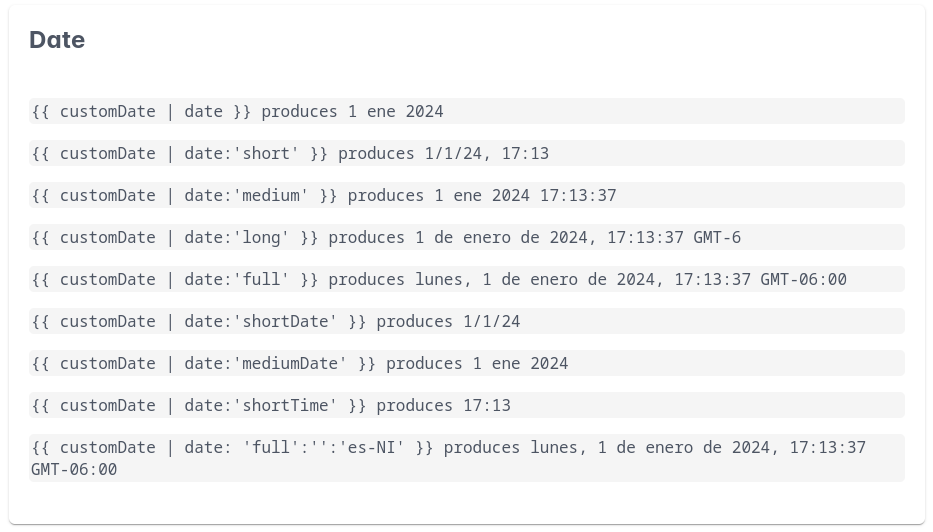 Date
{{ customDate | date }} produces 1 ene 2024
{{ customDate | date:'short' }} produces 1/1/24, 17:13
{{ customDate | date:'medium' }} produces 1 ene 2024 17:13:37
{{ customDate | date:'long' }} produces 1 de enero de 2024, 17:13:37 GMT-6
{{ customDate | date:'full' }} produces lunes, 1 de enero de 2024, 17:13:37 GMT-06:00
{{ customDate | date:'shortDate' }} produces 1/1/24
{{ customDate | date:'mediumDate' }} produces 1 ene 2024
{{ customDate | date:'shortTime' }} produces 17:13
{{ customDate | date: 'full':'':'es-NI' }} produces lunes, 1 de enero de 2024, 17:13:37
GMT-06:00